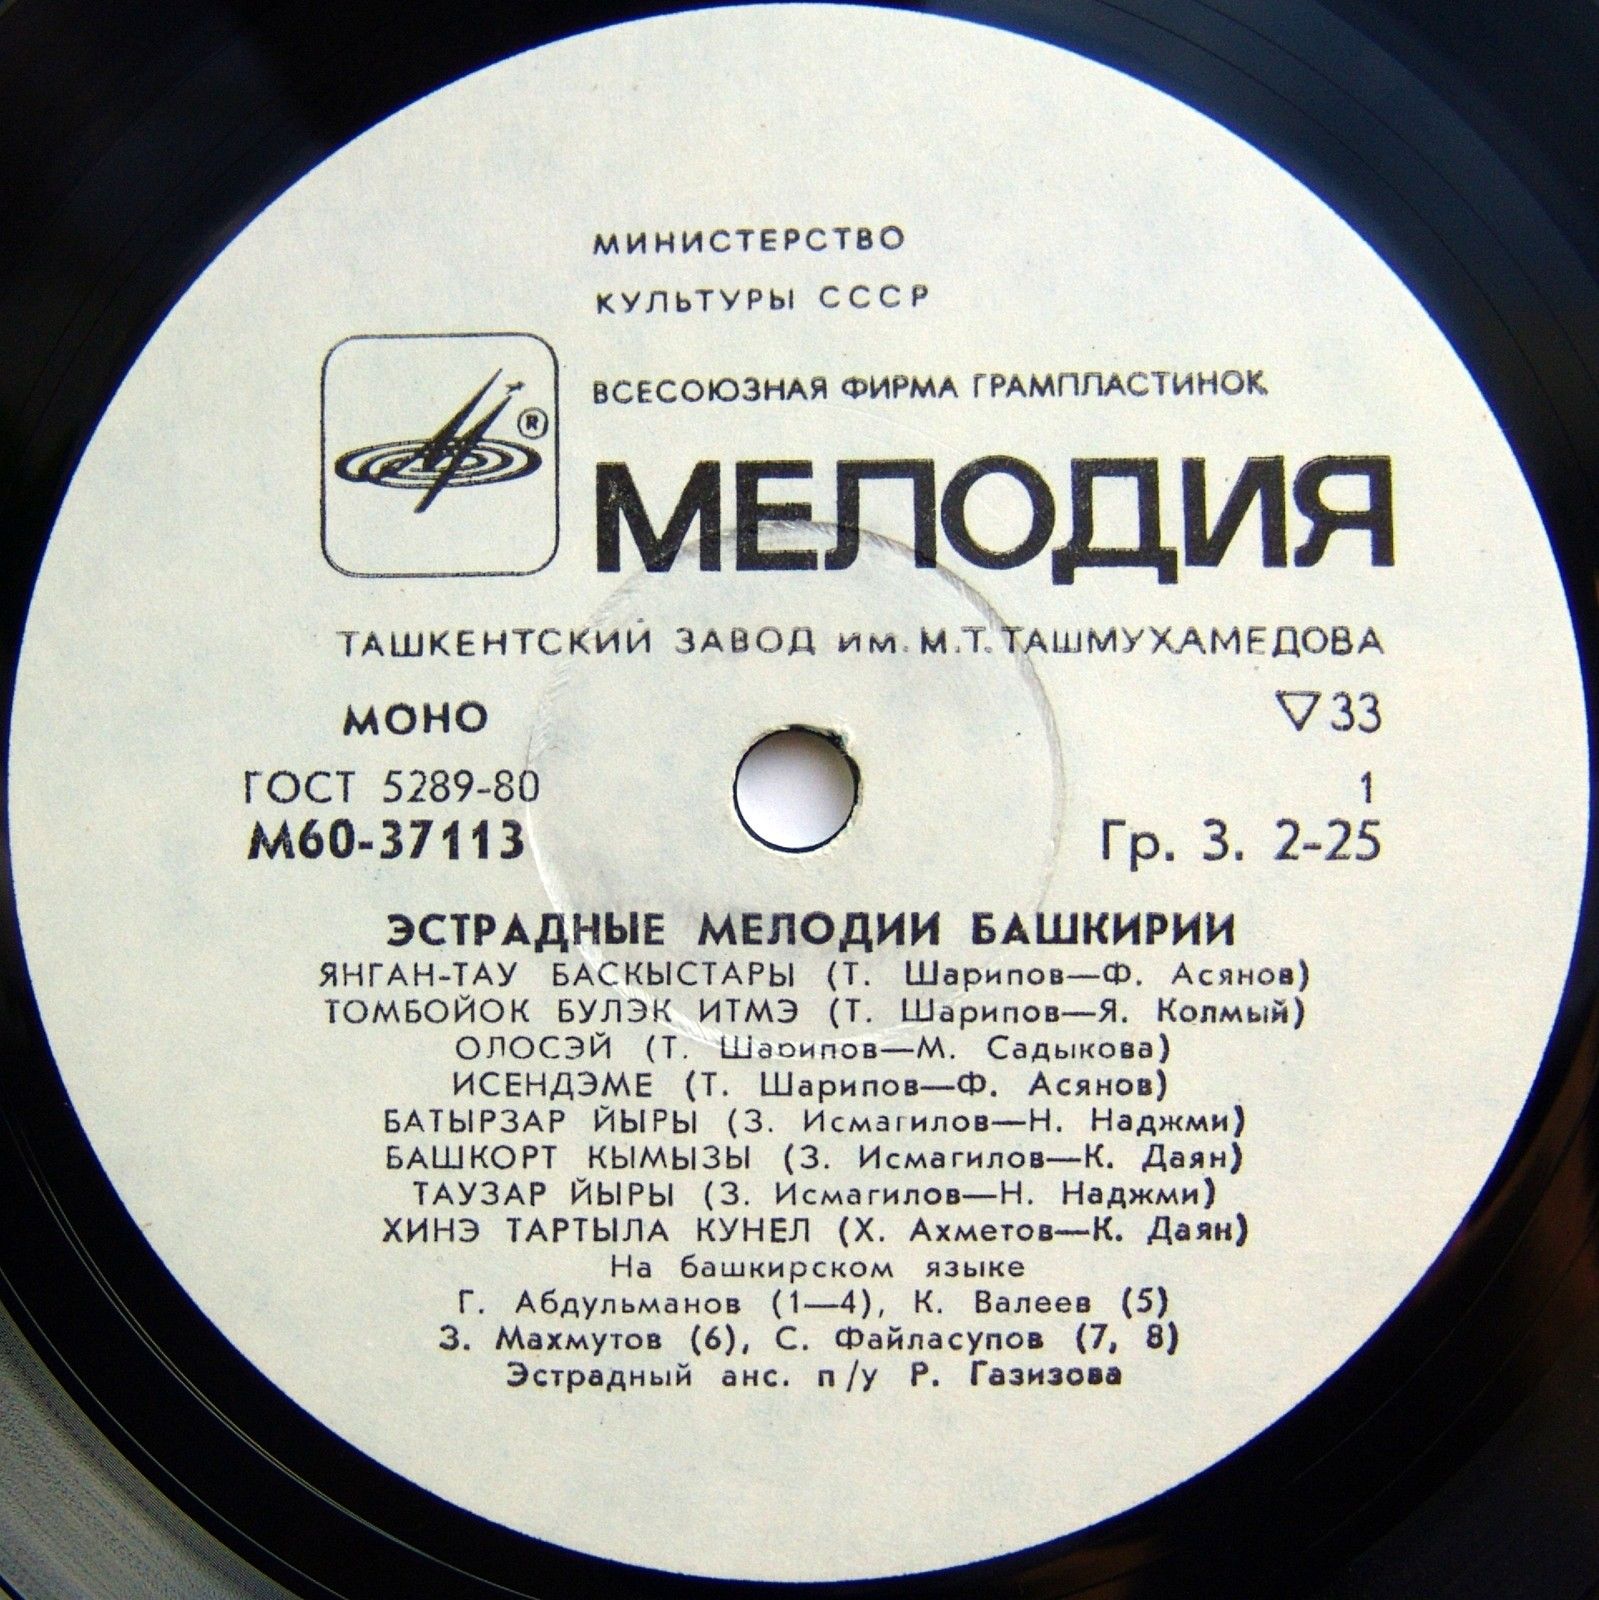 МИНИСТЕРСТВО
КУЛЬТУРЫ СССР
ВСЕСОЮЗНАЯ ФИРМА ГРАМПЛАСТИНОК
®
МЕЛОДИЯ
ТАШКЕНТСКИЙ ЗАВОД им. М.Т. ТАШМУХАМЕДОВА
МОНО ▽33
ГОСТ 5289-80 1
М60-37113 Гр. 3. 2-25
ЭСТРАДНЫЕ МЕЛОДИИ БАШКИРИИ
ЯНГАН-ТАУ БАСКЫСТАРЫ (Т. Шарипов—Ф. Асянов)
ТОМБОЙОК БУЛЭК ИТМЭ (Т. Шарипов—Я. Колмый)
ОЛОСЭЙ (Т. Шарипов—М. Садыкова)
ИСЕНДЭМЕ (Т. Шарипов—Ф. Асянов)
БАТЫРЗАР ЙЫРЫ (З. Исмагилов—Н. Наджми)
БАШКОРТ КЫМЫЗЫ (З. Исмагилов—К. Даян)
ТАУЗАР ЙЫРЫ (З. Исмагилов—Н. Наджми)
ХИНЭ ТАРТЫЛА КУНЕЛ (Х. Ахметов—К. Даян)
На башкирском языке
Г. Абдульманов (1—4), К. Валеев (5)
З. Махмутов (6), С. Файласупов (7, 8)
Эстрадный анс. п/у Р. Газизова